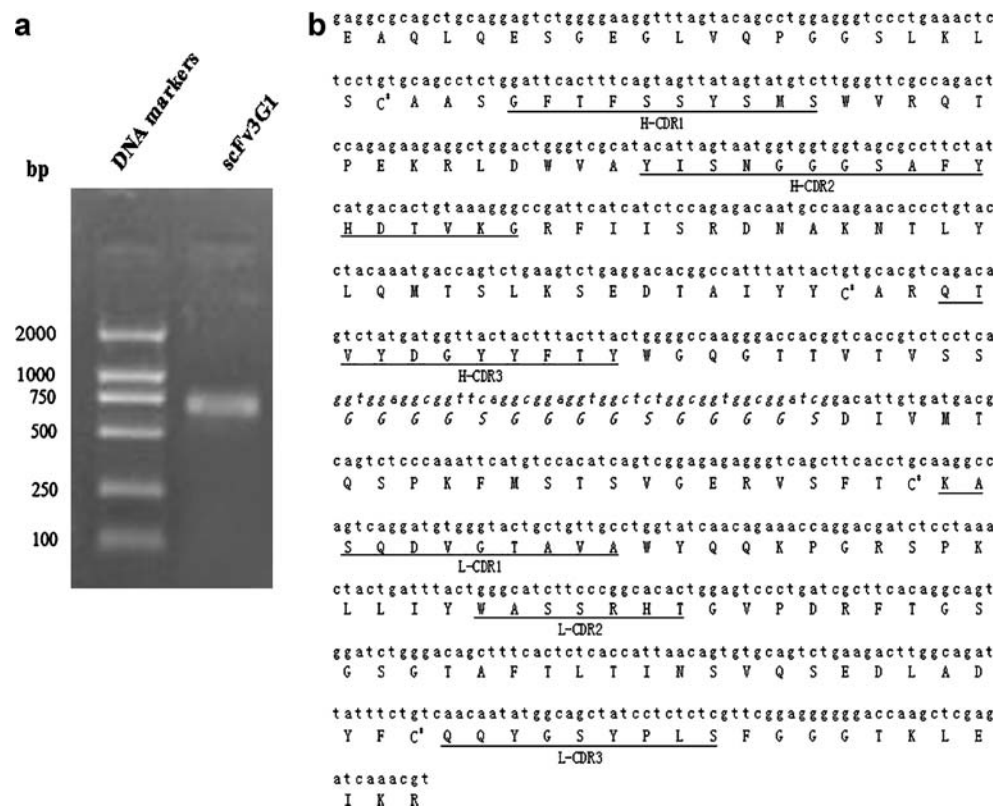 a
DNA markers
scFv3G1
bp
2000
1000
750
500
250
100
b
gaggcgcagctgcaggagtctggggaaggtttagtacagcctggagggtccctgaaactc
E A Q L Q E S G E G L V Q P G G S L K L
tcctgtgcagcctctggattcactttcagtagttatagtatgtcttgggttcgccagact
S C# A A S G F T F S S Y S M S W V R Q T
H-CDR1
ccagagaagaggctggactgggtcgcatacattagtaatggtggtggtagcgccttctat
P E K R L D W V A Y I S N G G G S A F Y
H-CDR2
catgacactgtaaagggccgattcatcatctccagagacaatgccaagaacaccctgtac
H D T V K G R F I I S R D N A K N T L Y
ctacaaatgaccagtctgaagtctgaggacacggccatttattactgtgcacgtcagaca
L Q M T S L K S E D T A I Y Y C# A R Q T
gtctatgatggttactactttacttactggggccaagggaccacggtcaccgtctcctca
V Y D G Y Y F T Y W G Q G T T V T V S S
H-CDR3
ggtggaggcggttcaggcggaggtggctctggcggtggcggatcggacattgtgatgacg
G G G G S G G G G S G G G G S D I V M T
cagtctcccaaattcatgtccacatcagtcggagagagggtcagcttcacctgcaaggcc
Q S P K F M S T S V G E R V S F T C# K A
agtcaggatgtgggtactgctgttgcctggtatcaacagaaaccaggacgatctcctaaa
S Q D V G T A V A W Y Q Q K P G R S P K
L-CDR1
ctactgatttactgggcatcttcccggcacactggagtccctgatcgcttcacaggcagt
L L I Y W A S S R H T G V P D R F T G S
L-CDR2
ggatctgggacagctttcactctcaccattaacagtgtgcagtctgaagacttggcagat
G S G T A F T L T I N S V Q S E D L A D
tatttctgtcaacaatatggcagctatcctctctcgttcggaggggggaccaagctcgag
Y F C# Q Q Y G S Y P L S F G G G T K L E
L-CDR3
atcaaacgt
I K R